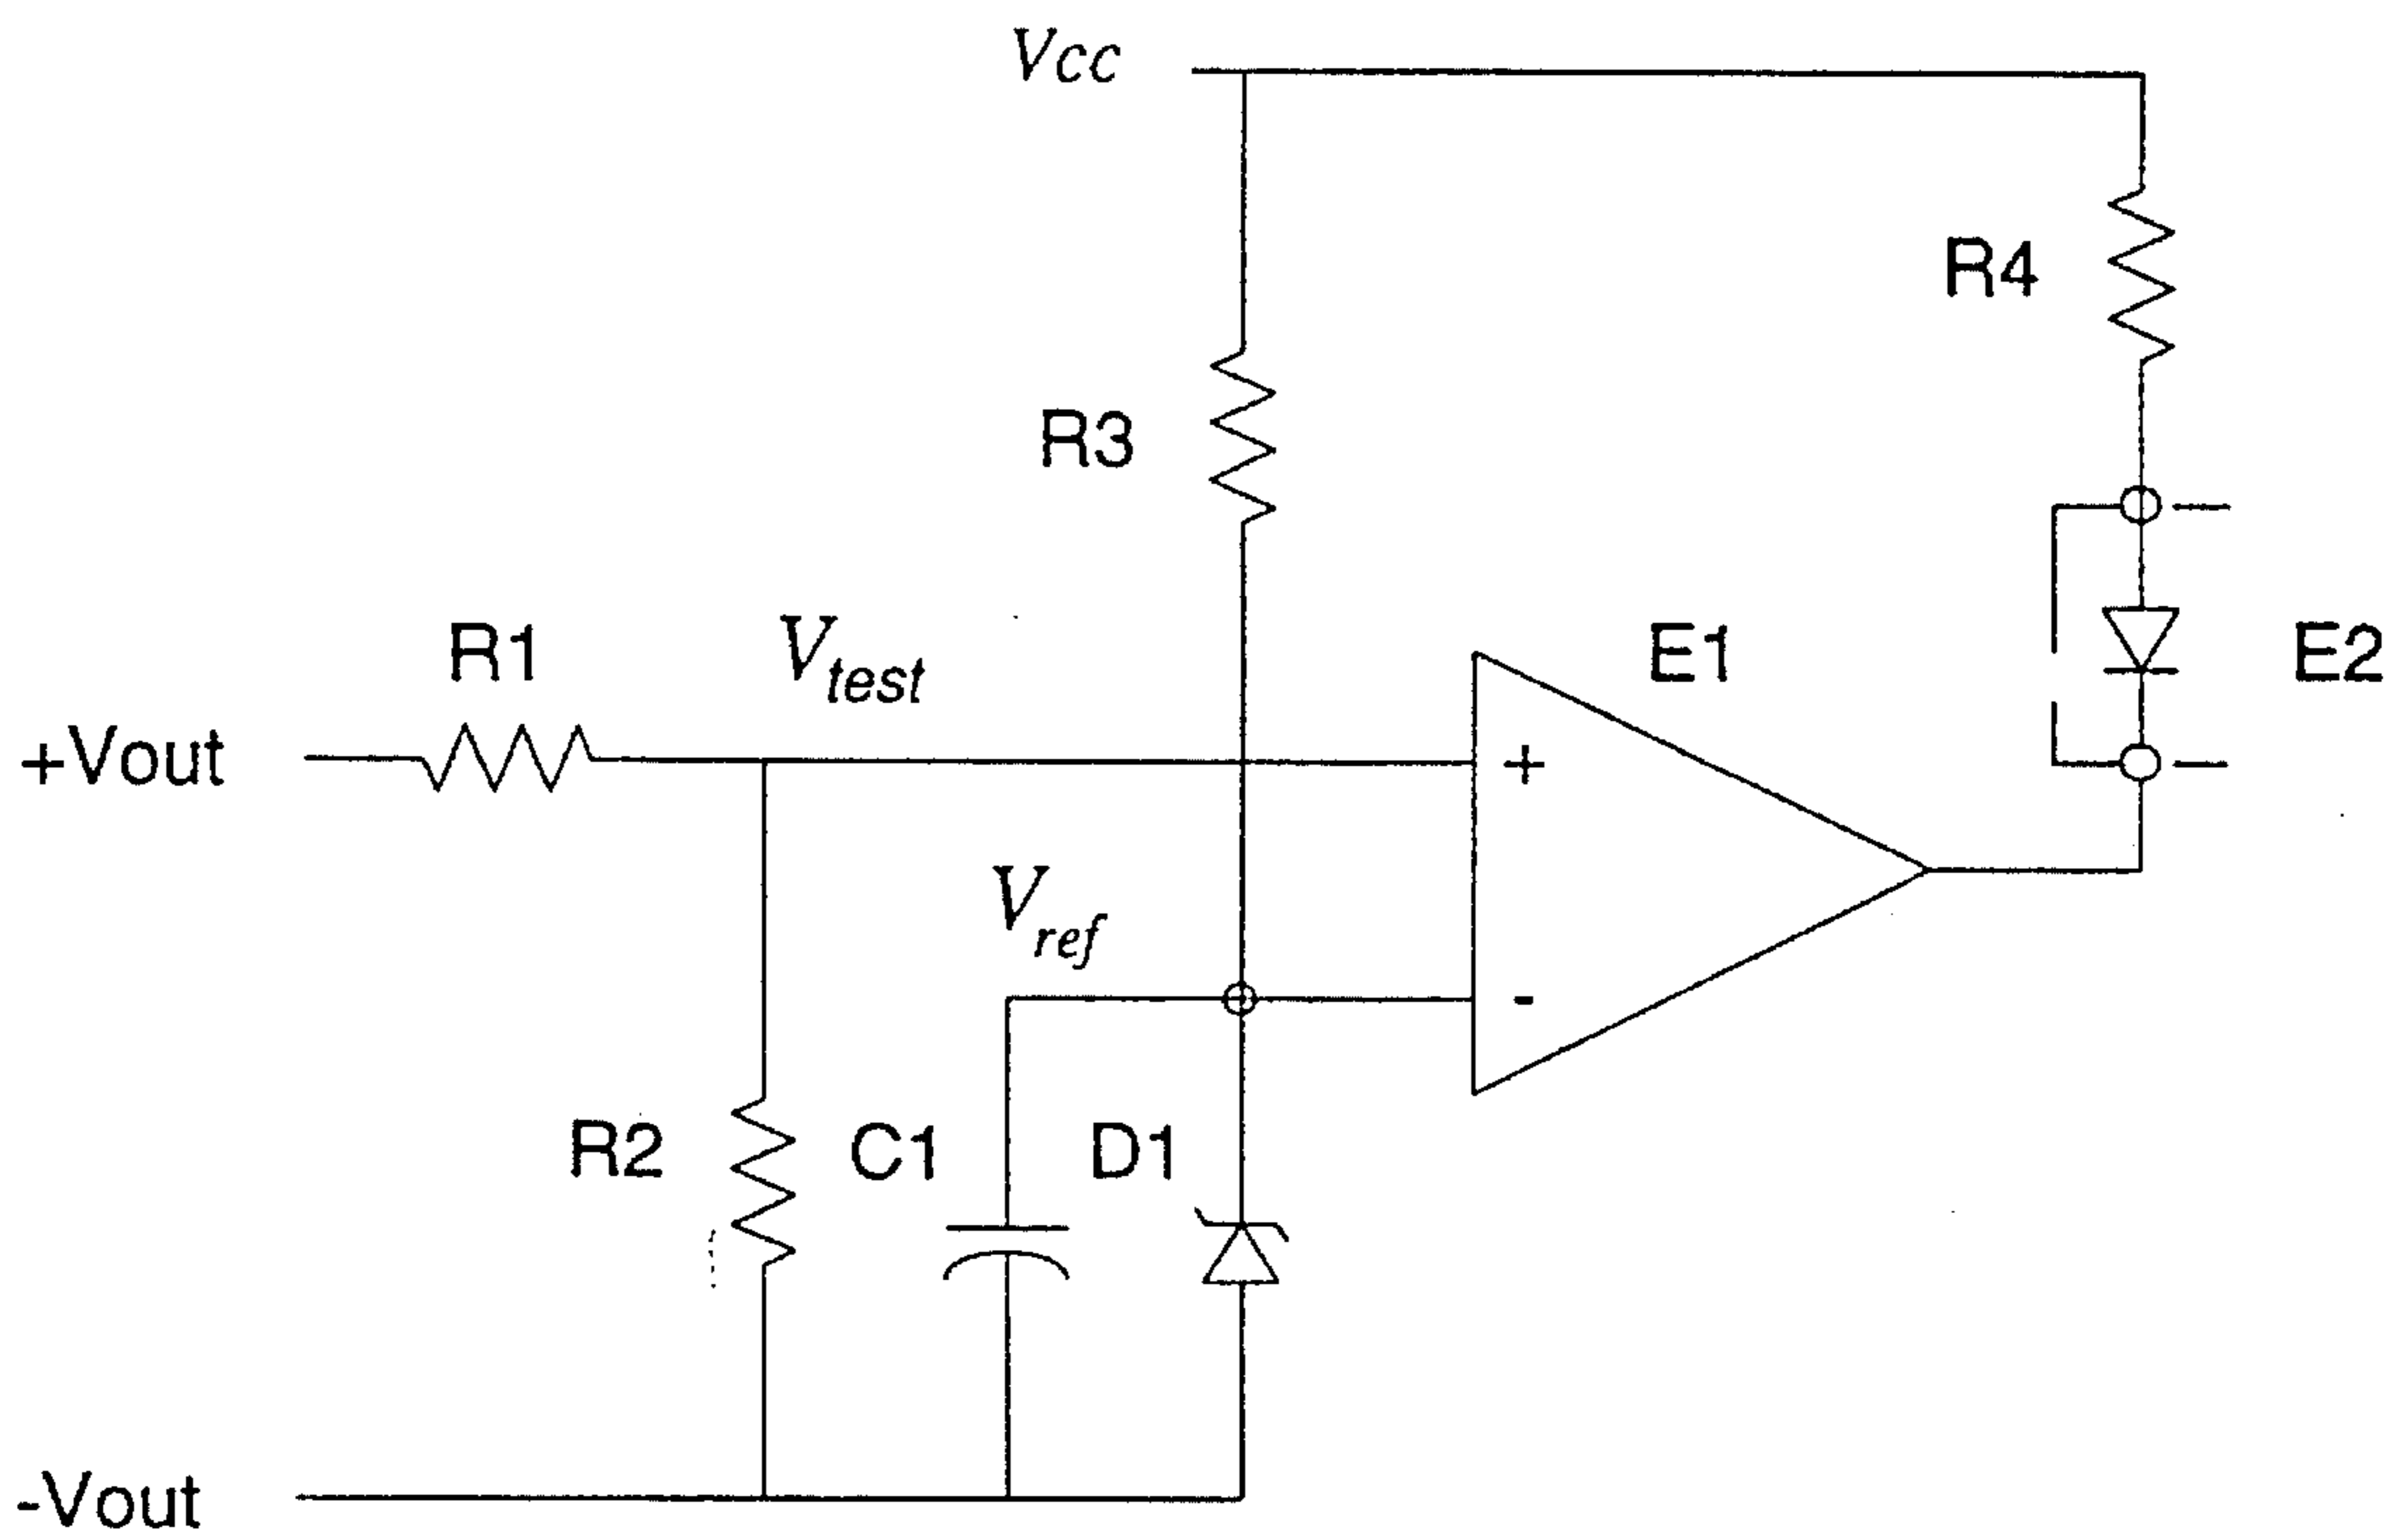 Vcc
R4
R3
R1
Vtest
E1
E2
+Vout
+
Vref
-
R2
C1
D1
-Vout